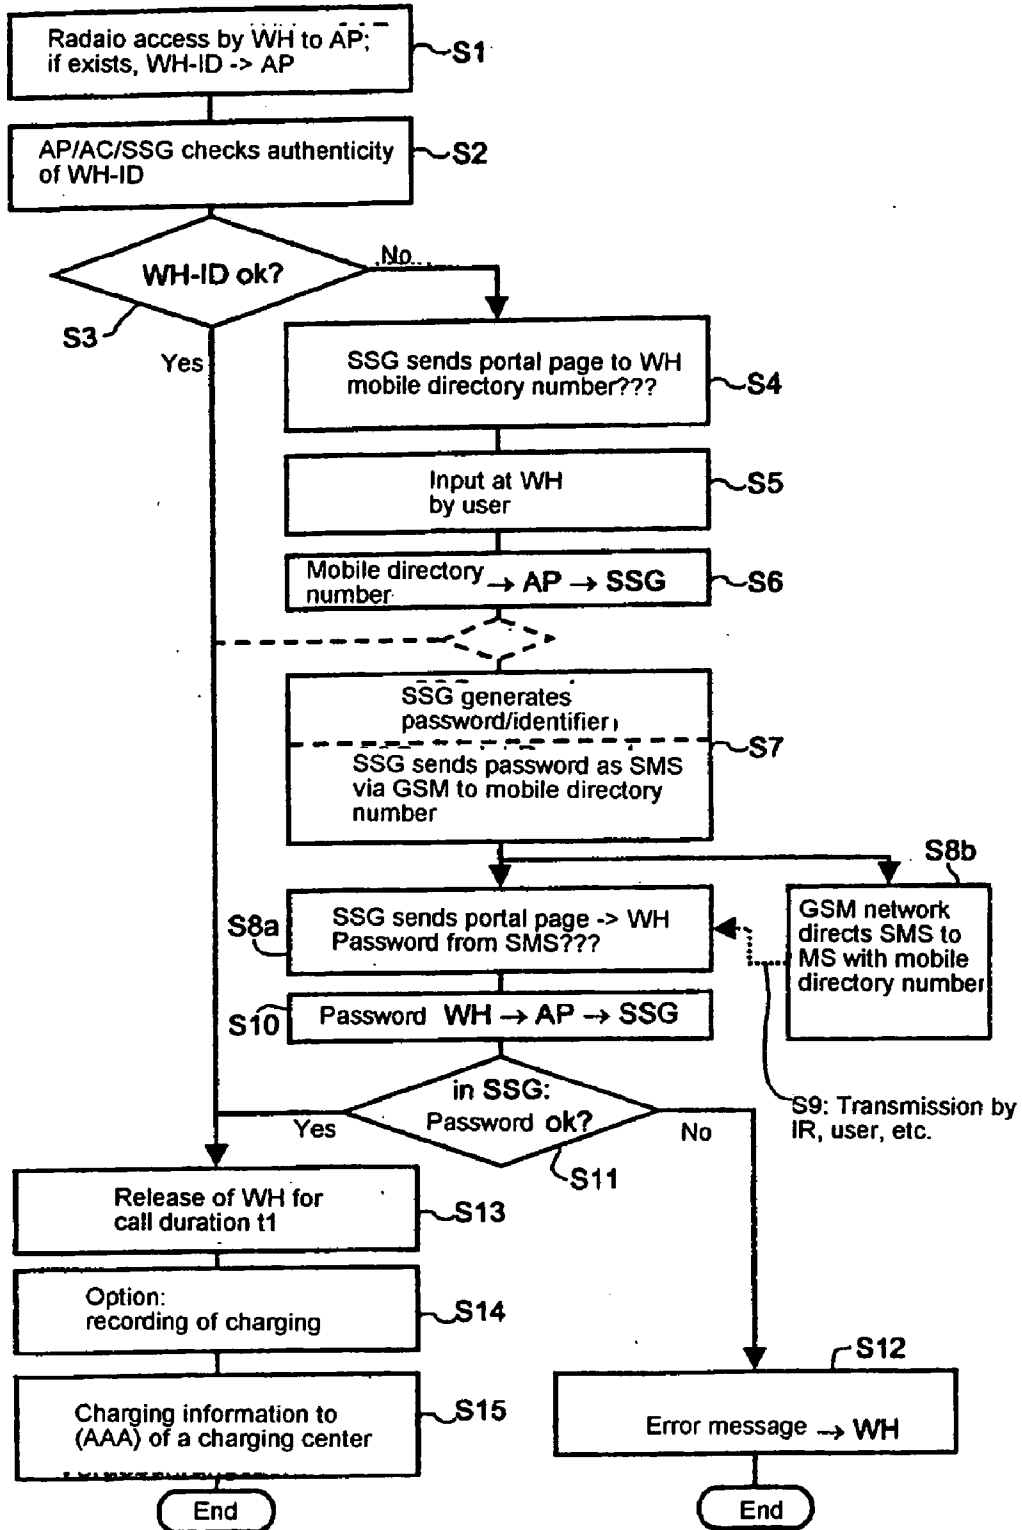 Radaio access by WH to AP;
if exists, WH-ID -> AP
S1
AP/AC/SSG checks authenticity
of WH-ID
S2
WH-ID ok?
No
S3
Yes
SSG sends portal page to WH
mobile directory number???
S4
Input at WH
by user
S5
Mobile directory
number → AP → SSG
S6
SSG generates
password/identifier
SSG sends password as SMS
via GSM to mobile directory
number
S7
S8b
S8a
SSG sends portal page -> WH
Password from SMS???
GSM network
directs SMS to
MS with mobile
directory number
S10
Password WH → AP → SSG
in SSG:
Password ok?
Yes
No
S11
S9: Transmission by
IR, user, etc.
Release of WH for
call duration t1
S13
Option:
recording of charging
S14
S12
Charging information to
(AAA) of a charging center
S15
Error message → WH
End
End